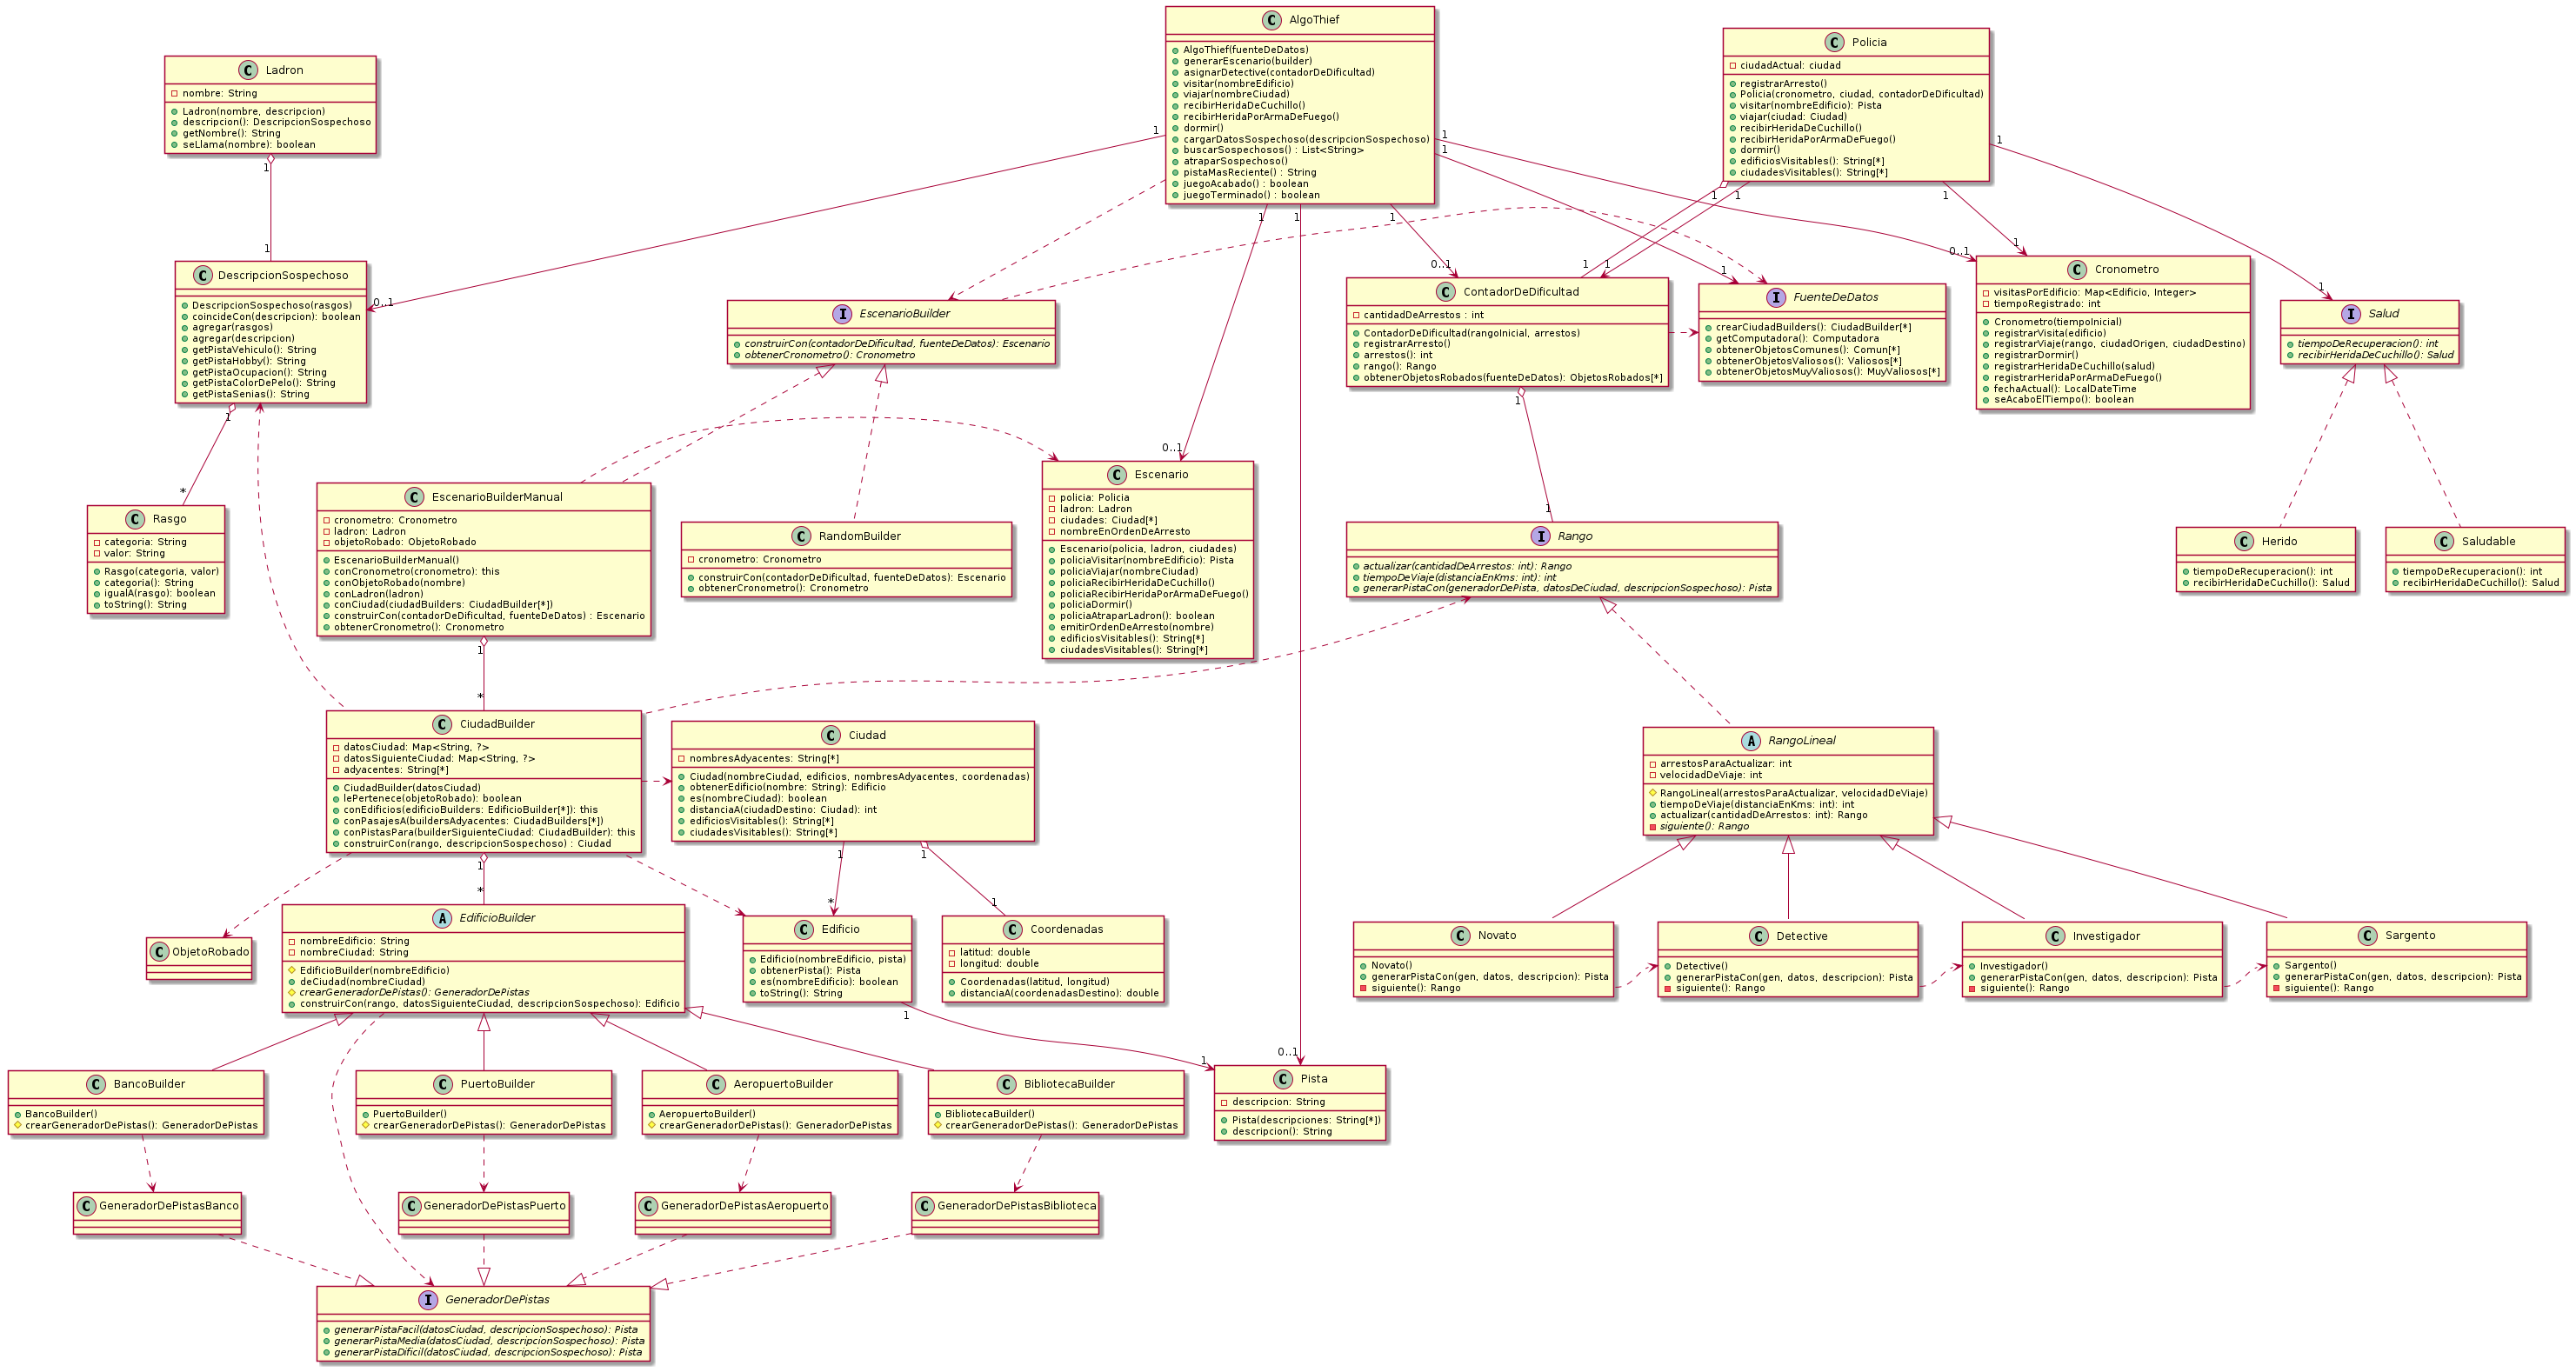 AlgoThief
AlgoThief(fuenteDeDatos)
generarEscenario(builder)
asignarDetective(contadorDeDificultad)
visitar(nombreEdificio)
viajar(nombreCiudad)
recibirHeridaDeCuchillo()
recibirHeridaPorArmaDeFuego()
dormir()
cargarDatosSospechoso(descripcionSospechoso)
buscarSospechosos() : List<String>
atraparSospechoso()
pistaMasReciente() : String
juegoAcabado() : boolean
juegoTerminado() : boolean
Policia
ciudadActual: ciudad
registrarArresto()
Policia(cronometro, ciudad, contadorDeDificultad)
visitar(nombreEdificio): Pista
viajar(ciudad: Ciudad)
recibirHeridaDeCuchillo()
recibirHeridaPorArmaDeFuego()
dormir()
edificiosVisitables(): String[*]
ciudadesVisitables(): String[*]
Ladron
nombre: String
Ladron(nombre, descripcion)
descripcion(): DescripcionSospechoso
getNombre(): String
seLlama(nombre): boolean
1
1
1
1
1
1
1
1
1
1
1
1
1
0..1
0..1
1
1
0..1
1
1
DescripcionSospechoso
DescripcionSospechoso(rasgos)
coincideCon(descripcion): boolean
agregar(rasgos)
agregar(descripcion)
getPistaVehiculo(): String
getPistaHobby(): String
getPistaOcupacion(): String
getPistaColorDePelo(): String
getPistaSenias(): String
EscenarioBuilder
construirCon(contadorDeDificultad, fuenteDeDatos): Escenario
obtenerCronometro(): Cronometro
ContadorDeDificultad
cantidadDeArrestos : int
ContadorDeDificultad(rangoInicial, arrestos)
registrarArresto()
arrestos(): int
rango(): Rango
obtenerObjetosRobados(fuenteDeDatos): ObjetosRobados[*]
FuenteDeDatos
crearCiudadBuilders(): CiudadBuilder[*]
getComputadora(): Computadora
obtenerObjetosComunes(): Comun[*]
obtenerObjetosValiosos(): Valiosos[*]
obtenerObjetosMuyValiosos(): MuyValiosos[*]
Cronometro
visitasPorEdificio: Map<Edificio, Integer>
tiempoRegistrado: int
Cronometro(tiempoInicial)
registrarVisita(edificio)
registrarViaje(rango, ciudadOrigen, ciudadDestino)
registrarDormir()
registrarHeridaDeCuchillo(salud)
registrarHeridaPorArmaDeFuego()
fechaActual(): LocalDateTime
seAcaboElTiempo(): boolean
Salud
tiempoDeRecuperacion(): int
recibirHeridaDeCuchillo(): Salud
1
*
0..1
1
1
Rasgo
categoria: String
valor: String
Rasgo(categoria, valor)
categoria(): String
igualA(rasgo): boolean
toString(): String
EscenarioBuilderManual
cronometro: Cronometro
ladron: Ladron
objetoRobado: ObjetoRobado
EscenarioBuilderManual()
conCronometro(cronometro): this
conObjetoRobado(nombre)
conLadron(ladron)
conCiudad(ciudadBuilders: CiudadBuilder[*])
construirCon(contadorDeDificultad, fuenteDeDatos) : Escenario
obtenerCronometro(): Cronometro
RandomBuilder
cronometro: Cronometro
construirCon(contadorDeDificultad, fuenteDeDatos): Escenario
obtenerCronometro(): Cronometro
Escenario
policia: Policia
ladron: Ladron
ciudades: Ciudad[*]
nombreEnOrdenDeArresto
Escenario(policia, ladron, ciudades)
policiaVisitar(nombreEdificio): Pista
policiaViajar(nombreCiudad)
policiaRecibirHeridaDeCuchillo()
policiaRecibirHeridaPorArmaDeFuego()
policiaDormir()
policiaAtraparLadron(): boolean
emitirOrdenDeArresto(nombre)
edificiosVisitables(): String[*]
ciudadesVisitables(): String[*]
Rango
actualizar(cantidadDeArrestos: int): Rango
tiempoDeViaje(distanciaEnKms: int): int
generarPistaCon(generadorDePista, datosDeCiudad, descripcionSospechoso): Pista
Herido
tiempoDeRecuperacion(): int
recibirHeridaDeCuchillo(): Salud
Saludable
tiempoDeRecuperacion(): int
recibirHeridaDeCuchillo(): Salud
1
*
CiudadBuilder
datosCiudad: Map<String, ?>
datosSiguienteCiudad: Map<String, ?>
adyacentes: String[*]
CiudadBuilder(datosCiudad)
lePertenece(objetoRobado): boolean
conEdificios(edificioBuilders: EdificioBuilder[*]): this
conPasajesA(buildersAdyacentes: CiudadBuilders[*])
conPistasPara(builderSiguienteCiudad: CiudadBuilder): this
construirCon(rango, descripcionSospechoso) : Ciudad
Ciudad
nombresAdyacentes: String[*]
Ciudad(nombreCiudad, edificios, nombresAdyacentes, coordenadas)
obtenerEdificio(nombre: String): Edificio
es(nombreCiudad): boolean
distanciaA(ciudadDestino: Ciudad): int
edificiosVisitables(): String[*]
ciudadesVisitables(): String[*]
RangoLineal
arrestosParaActualizar: int
velocidadDeViaje: int
RangoLineal(arrestosParaActualizar, velocidadDeViaje)
tiempoDeViaje(distanciaEnKms: int): int
actualizar(cantidadDeArrestos: int): Rango
siguiente(): Rango
1
1
1
*
*
1
ObjetoRobado
EdificioBuilder
nombreEdificio: String
nombreCiudad: String
EdificioBuilder(nombreEdificio)
deCiudad(nombreCiudad)
crearGeneradorDePistas(): GeneradorDePistas
construirCon(rango, datosSiguienteCiudad, descripcionSospechoso): Edificio
Edificio
Edificio(nombreEdificio, pista)
obtenerPista(): Pista
es(nombreEdificio): boolean
toString(): String
Coordenadas
latitud: double
longitud: double
Coordenadas(latitud, longitud)
distanciaA(coordenadasDestino): double
Novato
Novato()
generarPistaCon(gen, datos, descripcion): Pista
siguiente(): Rango
Detective
Detective()
generarPistaCon(gen, datos, descripcion): Pista
siguiente(): Rango
Investigador
Investigador()
generarPistaCon(gen, datos, descripcion): Pista
siguiente(): Rango
Sargento
Sargento()
generarPistaCon(gen, datos, descripcion): Pista
siguiente(): Rango
1
1
0..1
BancoBuilder
BancoBuilder()
crearGeneradorDePistas(): GeneradorDePistas
PuertoBuilder
PuertoBuilder()
crearGeneradorDePistas(): GeneradorDePistas
AeropuertoBuilder
AeropuertoBuilder()
crearGeneradorDePistas(): GeneradorDePistas
BibliotecaBuilder
BibliotecaBuilder()
crearGeneradorDePistas(): GeneradorDePistas
Pista
descripcion: String
Pista(descripciones: String[*])
descripcion(): String
GeneradorDePistasBanco
GeneradorDePistasPuerto
GeneradorDePistasAeropuerto
GeneradorDePistasBiblioteca
GeneradorDePistas
generarPistaFacil(datosCiudad, descripcionSospechoso): Pista
generarPistaMedia(datosCiudad, descripcionSospechoso): Pista
generarPistaDificil(datosCiudad, descripcionSospechoso): Pista